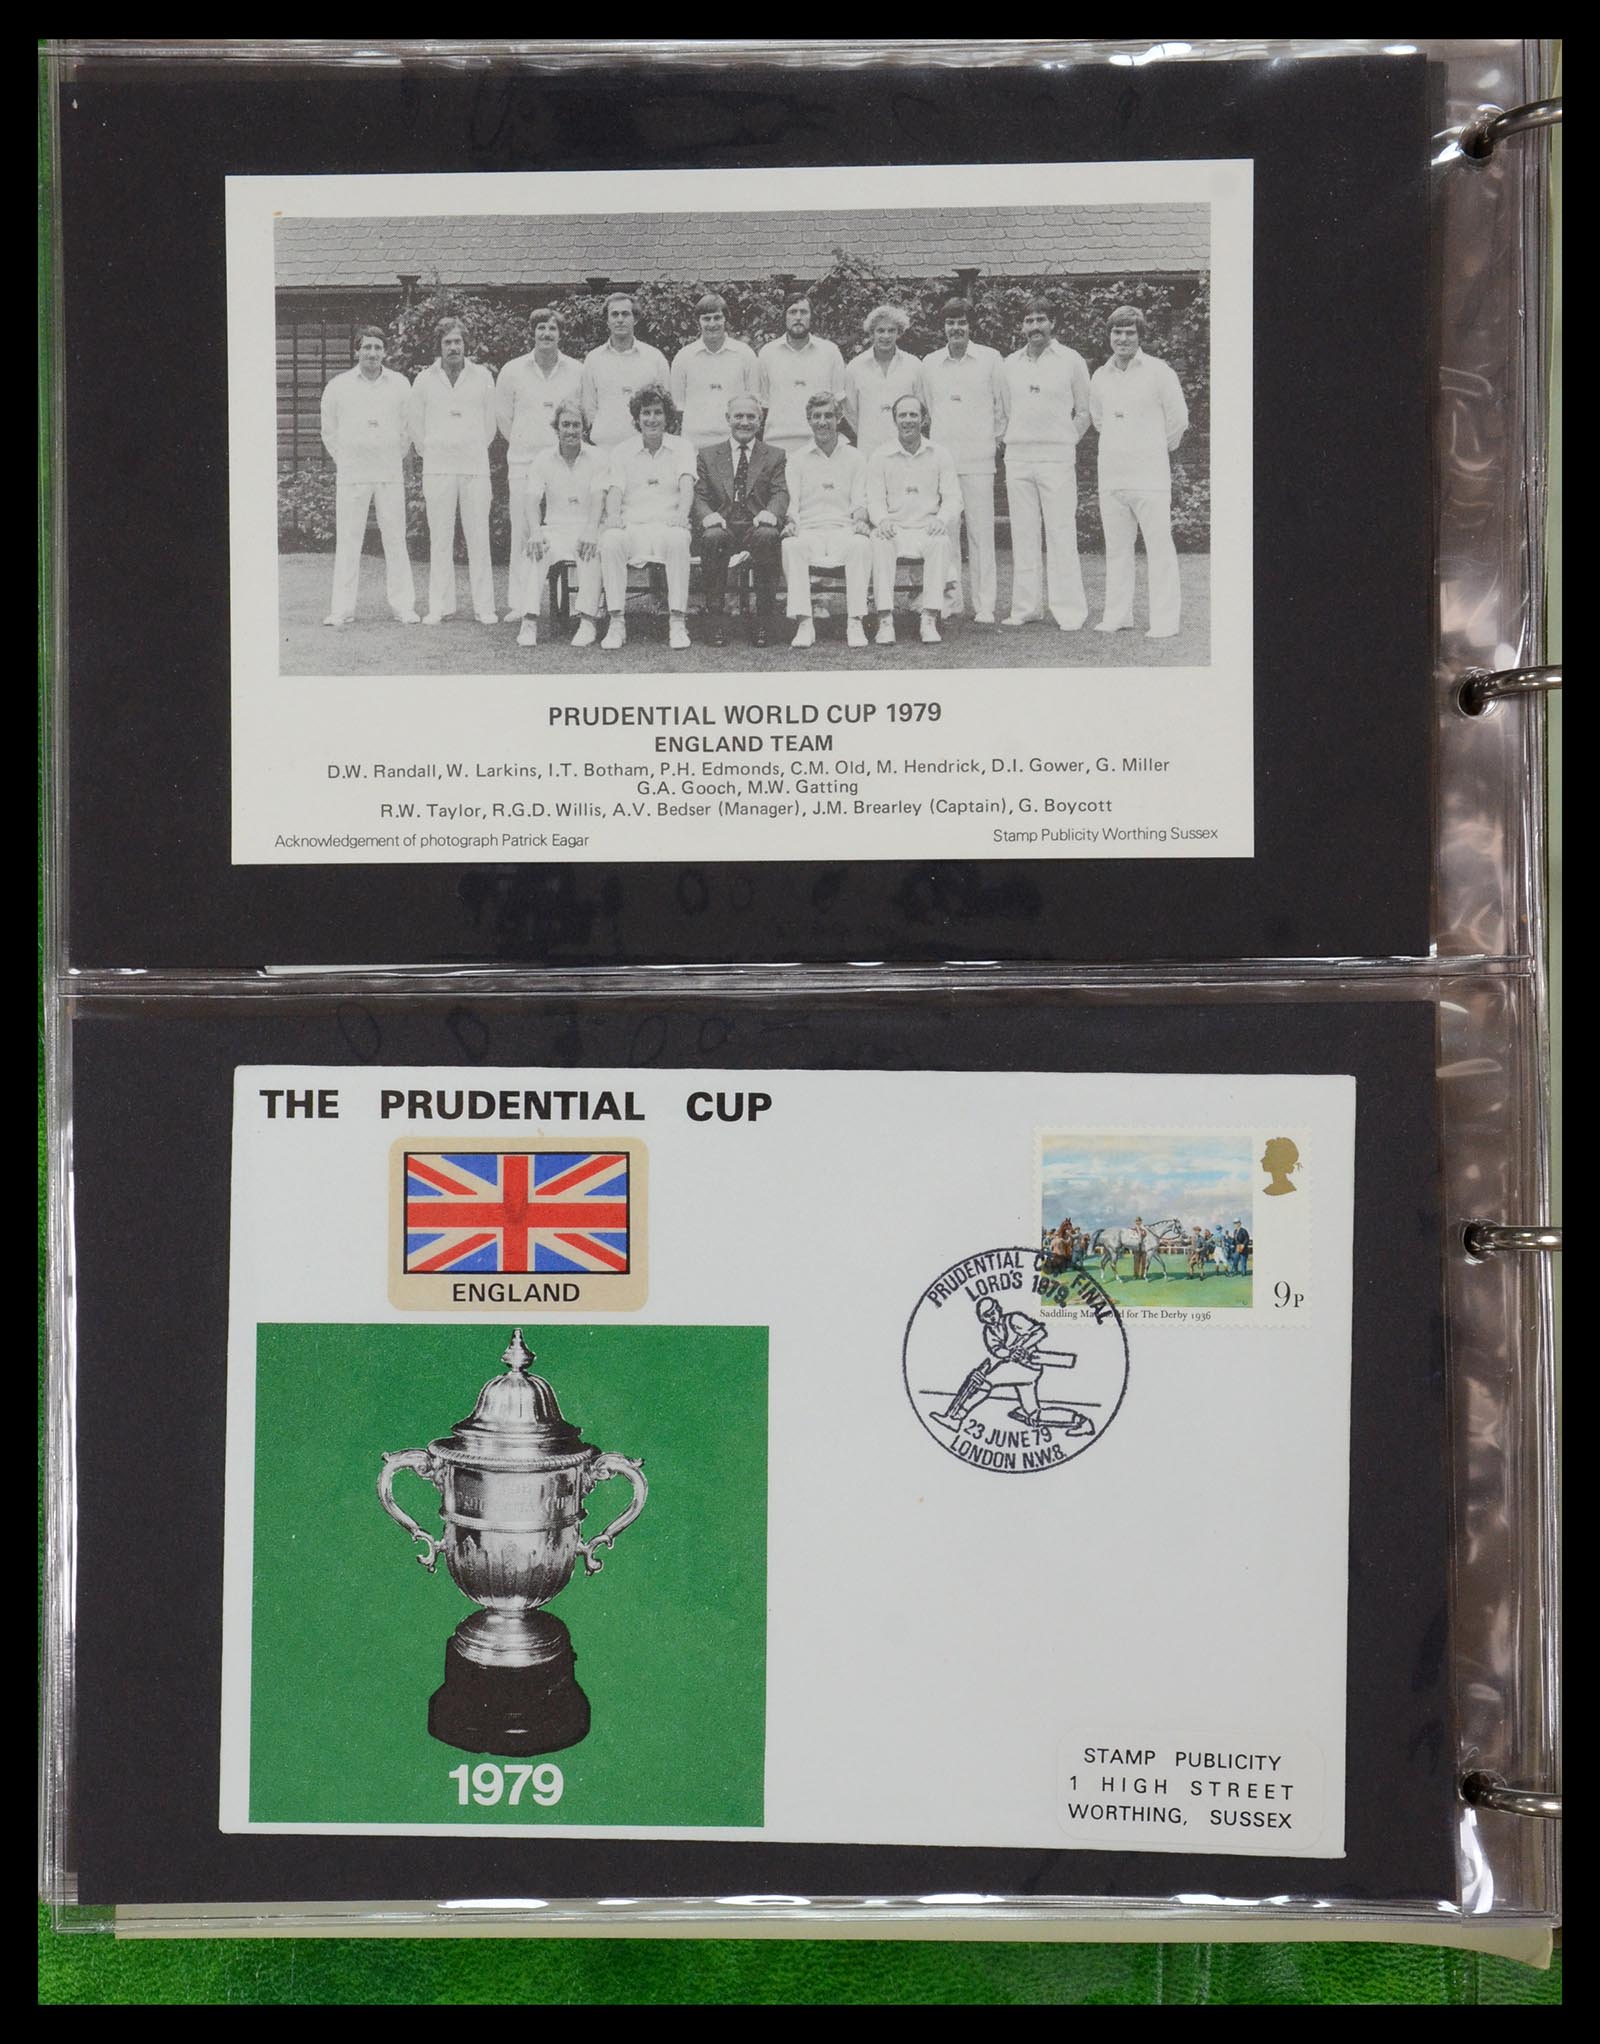 PRUDENTIAL WORLD CUP 1979
ENGLAND TEAM
D.W. Randall, W. Larkins, I.T. Botham, P.H. Edmonds, C.M. Old, M. Hendrick, D.I. Gower, G. Miller
G.A. Gooch, M.W. Gatting
R.W. Taylor, R.G.D. Willis, A.V. Bedser (Manager), J.M. Brearley (Captain), G. Boycott
Acknowledgement of photograph Patrick Eagar
Stamp Publicity Worthing Sussex
THE PRUDENTIAL CUP
ENGLAND
9P
Saddling for The Derby 1936
PRUDENTIAL CUP FINAL
LORD'S 1979
23 JUNE 79
LONDON N.W.8.
1979
STAMP PUBLICITY
1 HIGH STREET
WORTHING, SUSSEX